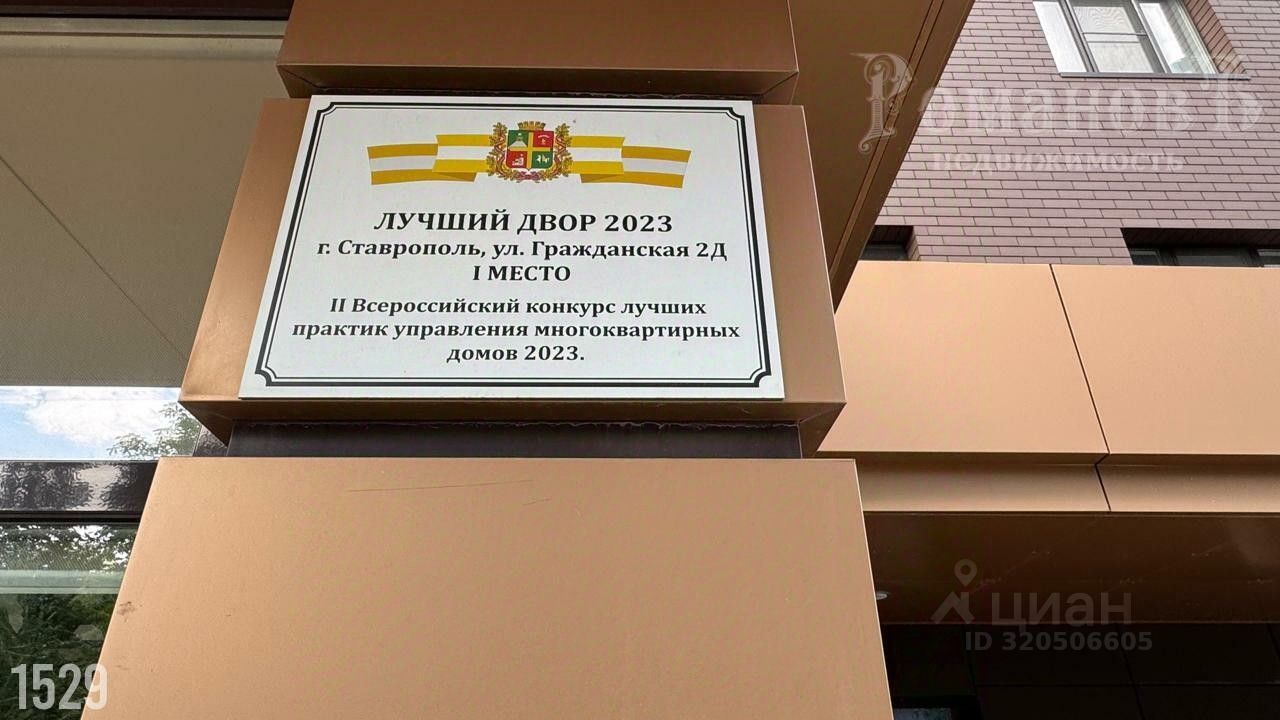 РомановЪ
недвижимость
ЛУЧШИЙ ДВОР 2023
г. Ставрополь, ул. Гражданская 2Д
I МЕСТО
II Всероссийский конкурс лучших
практик управления многоквартирных
домов 2023.
циан
ID 320506605
1529